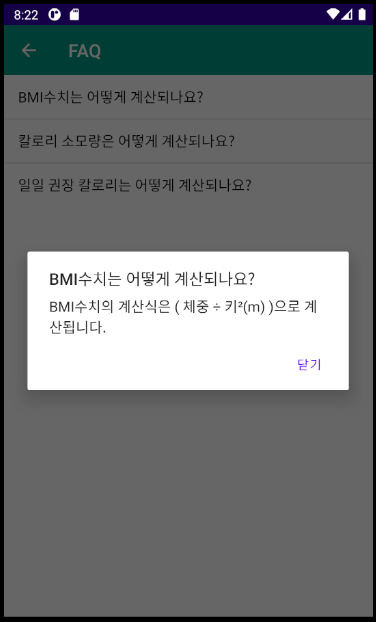 8:22
FAQ
BMI수치는 어떻게 계산되나요?
칼로리 소모량은 어떻게 계산되나요?
일일 권장 칼로리는 어떻게 계산되나요?
BMI수치는 어떻게 계산되나요?
BMI수치의 계산식은 ( 체중 ÷ 키²(m) )으로 계
산됩니다.
닫기